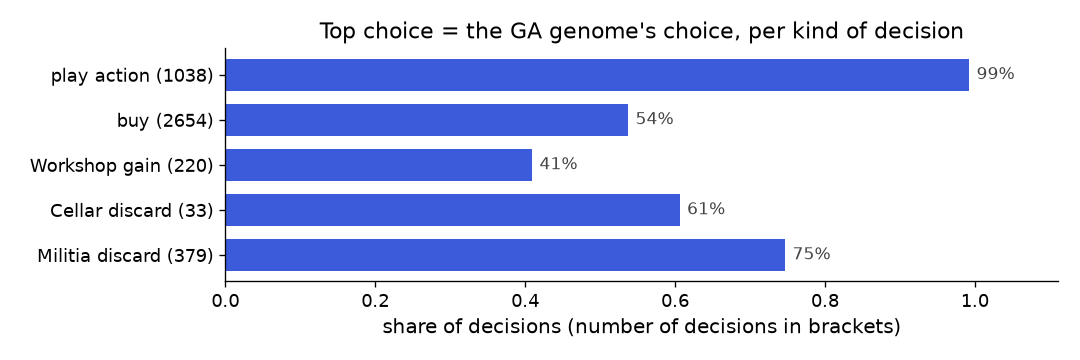 Top choice = the GA genome's choice, per kind of decision
play action (1038)
99%
buy (2654)
54%
Workshop gain (220)
41%
Cellar discard (33)
61%
Militia discard (379)
75%
0.0 0.2 0.4 0.6 0.8 1.0
share of decisions (number of decisions in brackets)